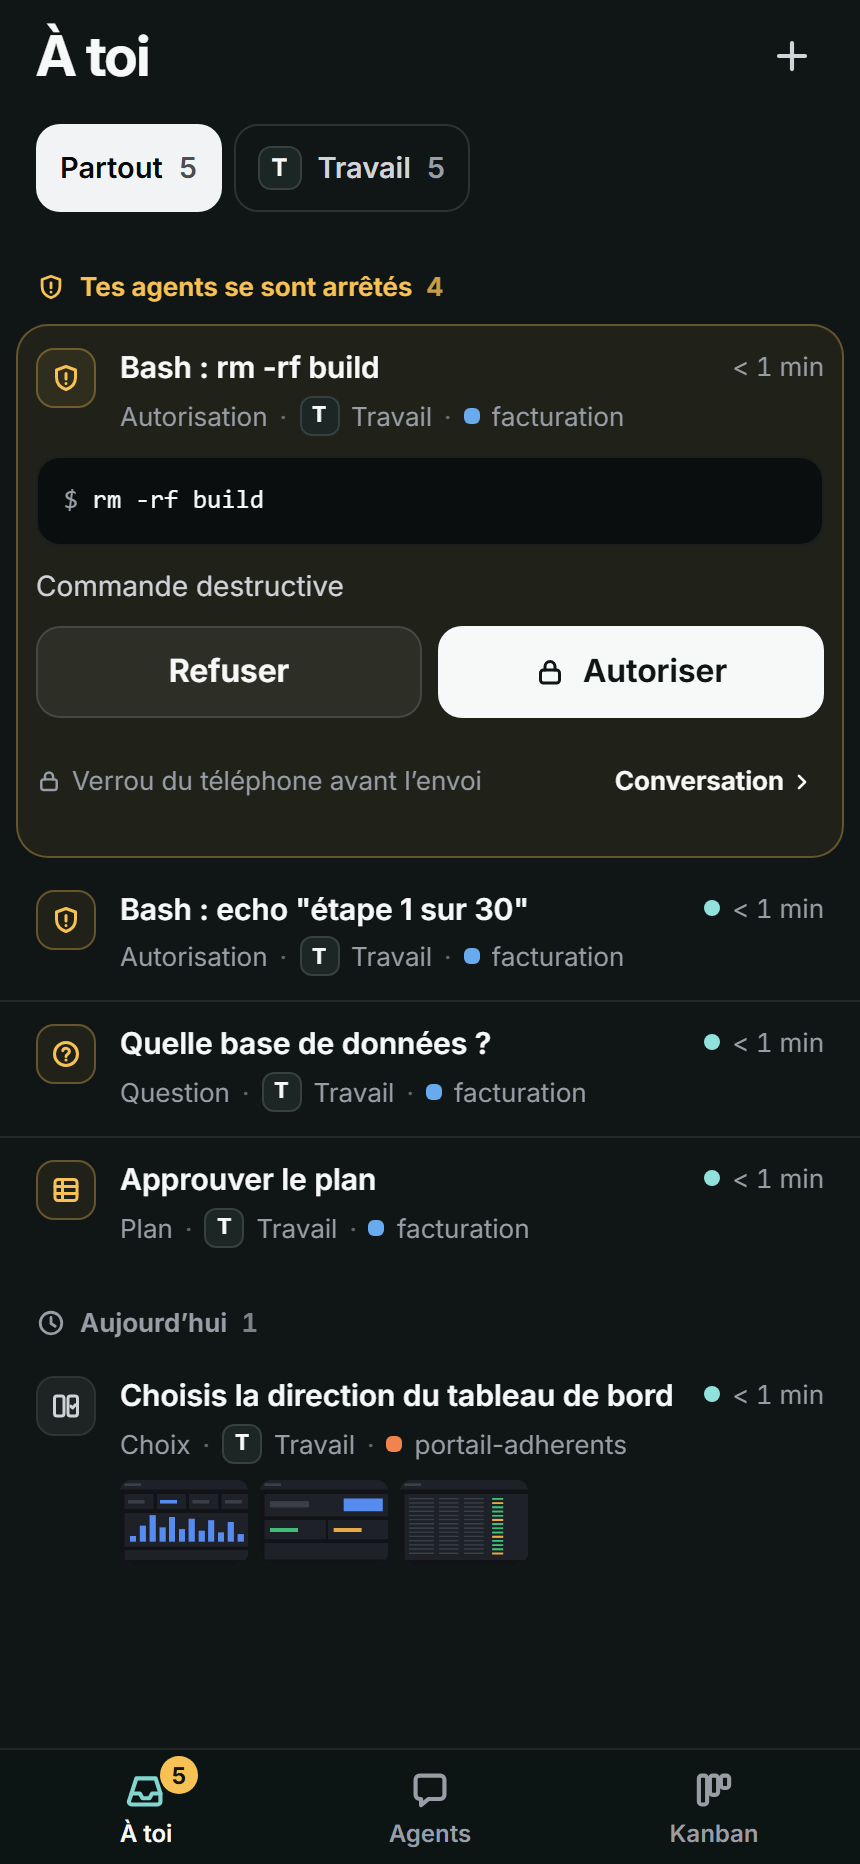 À toi
Partout 5
T Travail 5
Tes agents se sont arrêtés 4
Bash : rm -rf build < 1 min
Autorisation · T Travail · facturation
$ rm -rf build
Commande destructive
Refuser
Autoriser
Verrou du téléphone avant l’envoi
Conversation
Bash : echo "étape 1 sur 30" < 1 min
Autorisation · T Travail · facturation
Quelle base de données ? < 1 min
Question · T Travail · facturation
Approuver le plan < 1 min
Plan · T Travail · facturation
Aujourd’hui 1
Choisis la direction du tableau de bord < 1 min
Choix · T Travail · portail-adherents
5
À toi
Agents
Kanban